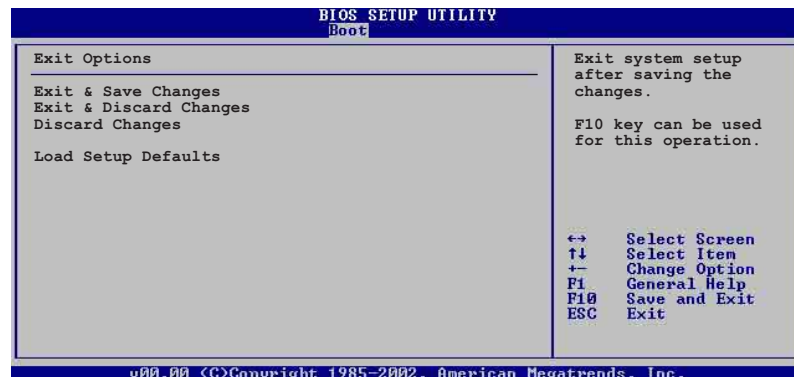 BIOS SETUP UTILITY
Boot
Exit Options
Exit & Save Changes
Exit & Discard Changes
Discard Changes
Load Setup Defaults
Exit system setup
after saving the
changes.
F10 key can be used
for this operation.
←→ Select Screen
↑↓ Select Item
+- Change Option
F1 General Help
F10 Save and Exit
ESC Exit
v00.00 (C)Copyright 1985-2002, American Megatrends, Inc.